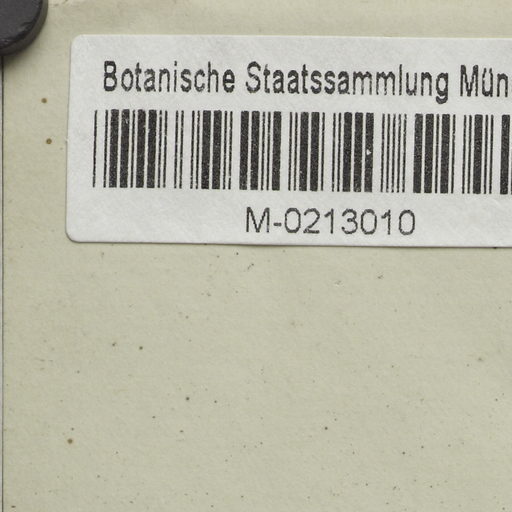 Botanische Staatssammlung Mün
M-0213010